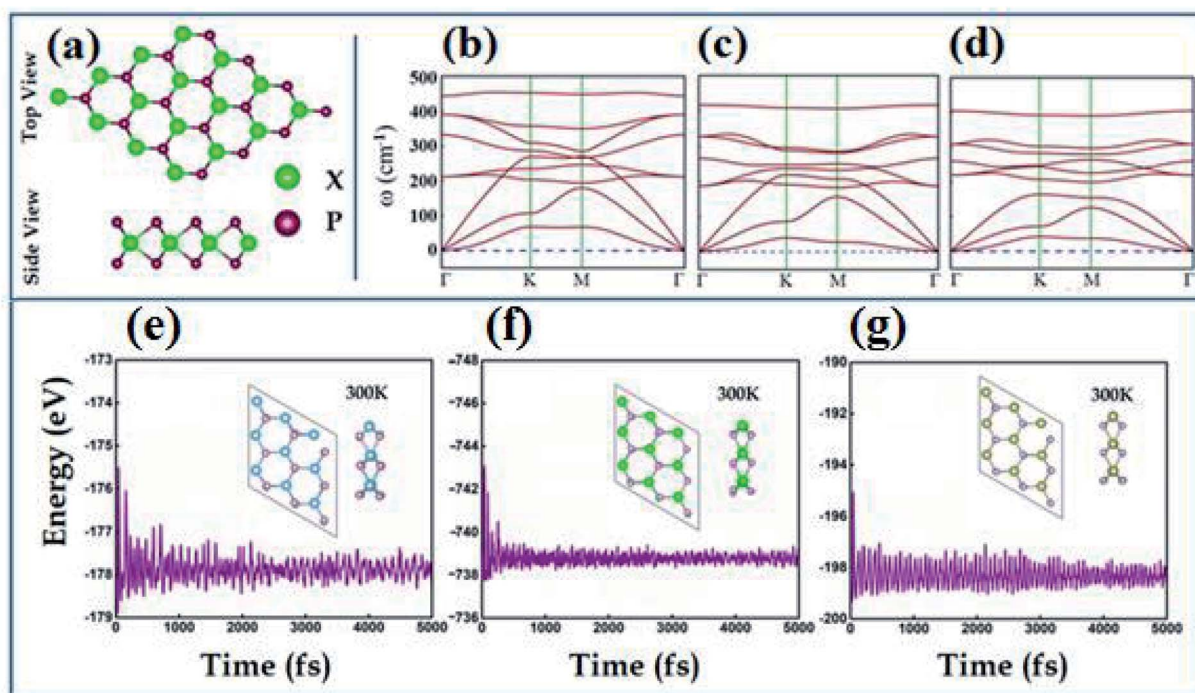 (a)
Top View
Side View
X
P
(b)
(c)
(d)
ω (cm⁻¹)
500
400
300
200
100
0
Γ K M Γ
Γ K M Γ
Γ K M Γ
(e)
(f)
(g)
Energy (eV)
-173
-174
-175
-176
-177
-178
-179
300K
0 1000 2000 3000 4000 5000
Time (fs)
-748
-746
-744
-742
-740
-738
-736
300K
0 1000 2000 3000 4000 5000
Time (fs)
-190
-192
-194
-196
-198
-200
300K
0 1000 2000 3000 4000 5000
Time (fs)